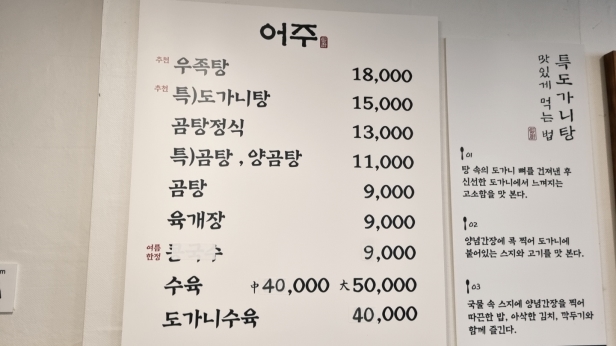 어주
추천 우족탕 18,000
추천 특)도가니탕 15,000
곰탕정식 13,000
특)곰탕 , 양곰탕 11,000
곰탕 9,000
육개장 9,000
여름
한정 9,000
수육 中40,000 大50,000
도가니수육 40,000
특도가니탕
맛있게 먹는 법
01
탕 속의 도가니 뼈를 건져낸 후
신선한 도가니에서 느껴지는
고소함을 맛 본다.
02
양념간장에 콕 찍어 도가니에
붙어있는 스지와 고기를 맛 본다.
03
국물 속 스지에 양념간장을 찍어
따끈한 밥, 아삭한 김치, 깍두기와
함께 즐긴다.